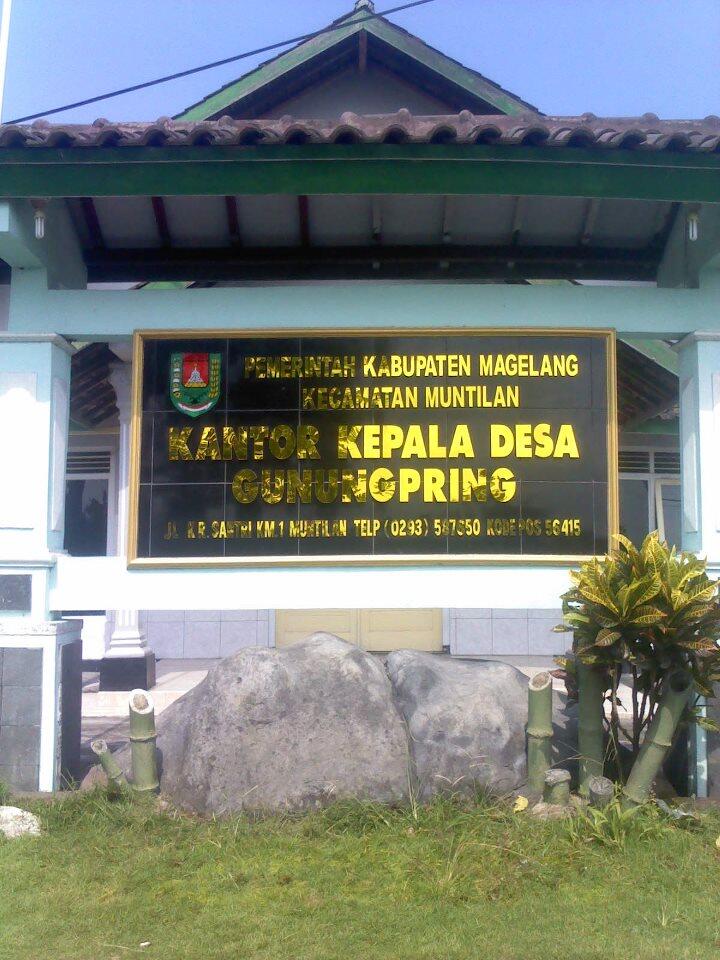 PEMERINTAH KABUPATEN MAGELANG
KECAMATAN MUNTILAN
KANTOR KEPALA DESA
GUNUNGPRING
JL. K R. SANTRI KM.1 MUNTILAN TELP (0293) 587650 KODE POS 56415